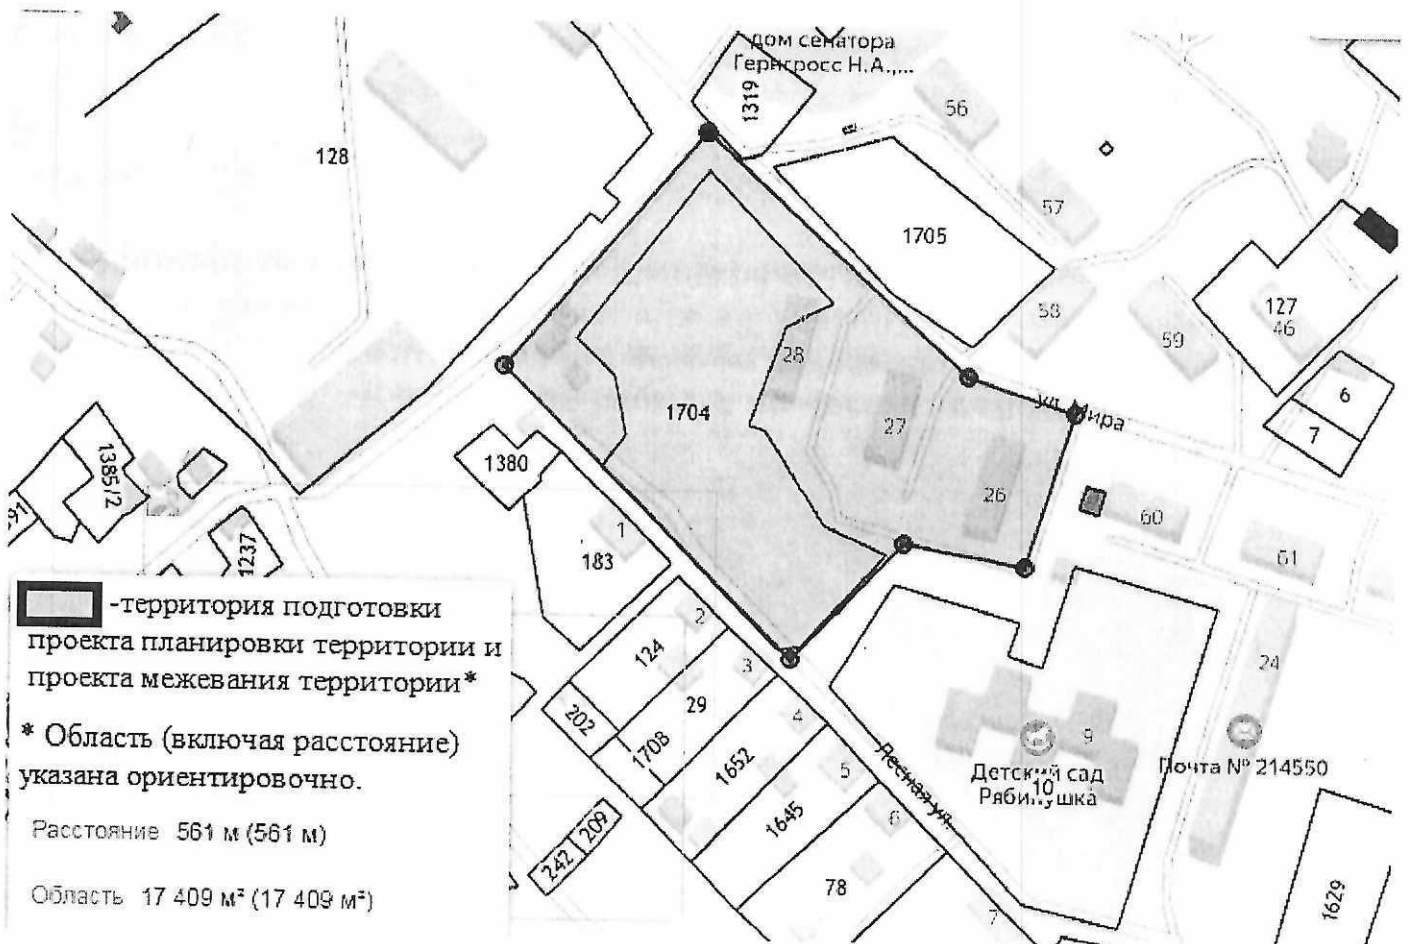 дом сенатора
Гернгросс Н.А.,...
1319
56
128
57
1705
58
59
127
46
6
7
28
27
26
1704
ул. Мира
60
61
1380
1385/2
1237
1
183
2
124
3
29
202
1708
4
1652
5
1645
6
78
209
242
7
Лесная ул.
9
Детский сад
10
Рябинушка
24
Почта № 214550
1629
-территория подготовки
проекта планировки территории и
проекта межевания территории*
* Область (включая расстояние)
указана ориентировочно.
Расстояние 561 м (561 м)
Область 17 409 м² (17 409 м²)